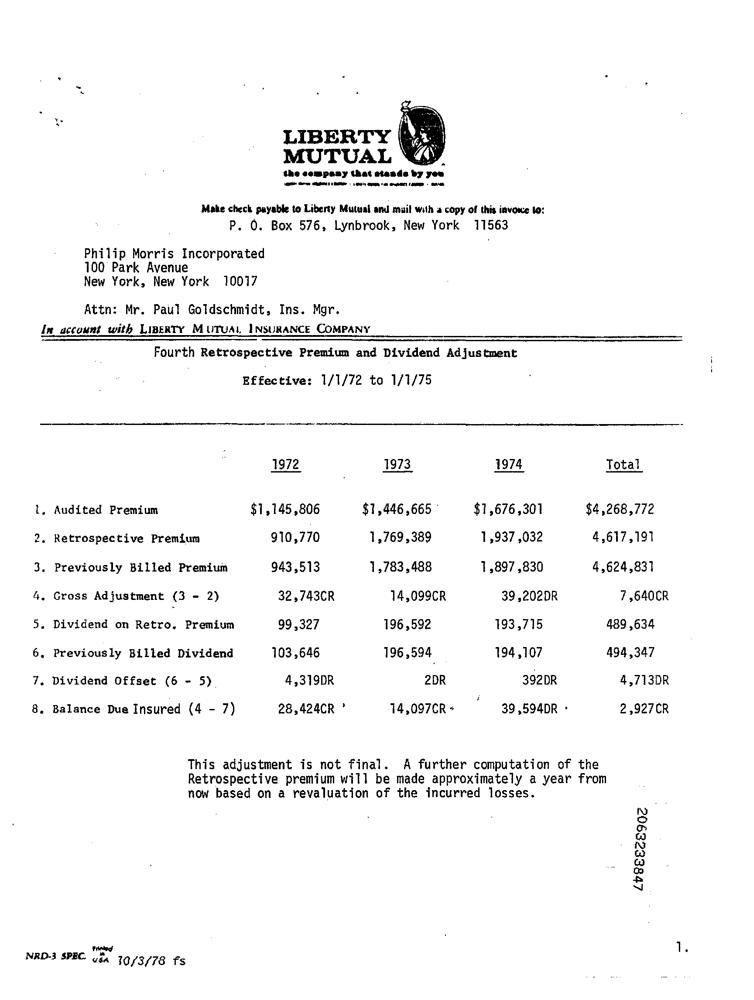 LIBERTY
MUTUAL
the company that stands by you
Make check payable to Liberty Mutual and mail with a copy of this invoice to:
P. O. Box 576, Lynbrook, New York 11563
Philip Morris Incorporated
100 Park Avenue
New York, New York 10017
Attn: Mr. Paul Goldschmidt, Ins. Mgr.
In account with LIBERTY MUTUAL INSURANCE COMPANY
Fourth Retrospective Premium and Dividend Adjustment
Effective: 1/1/72 to 1/1/75
1972 1973 1974 Total
1. Audited Premium $1,145,806 $1,446,665 $1,676,301 $4,268,772
2. Retrospective Premium 910,770 1,769,389 1,937,032 4,617,191
3. Previously Billed Premium 943,513 1,783,488 1,897,830 4,624,831
4. Gross Adjustment (3 - 2) 32,743CR 14,099CR 39,202DR 7,640CR
5. Dividend on Retro. Premium 99,327 196,592 193,715 489,634
6. Previously Billed Dividend 103,646 196,594 194,107 494,347
7. Dividend Offset (6 - 5) 4,319DR 2DR 392DR 4,713DR
8. Balance Due Insured (4 - 7) 28,424CR 14,097CR 39,594DR 2,927CR
This adjustment is not final. A further computation of the
Retrospective premium will be made approximately a year from
now based on a revaluation of the incurred losses.
2063233847
1.
NRD-3 SPEC. Printed in USA 10/3/78 fs